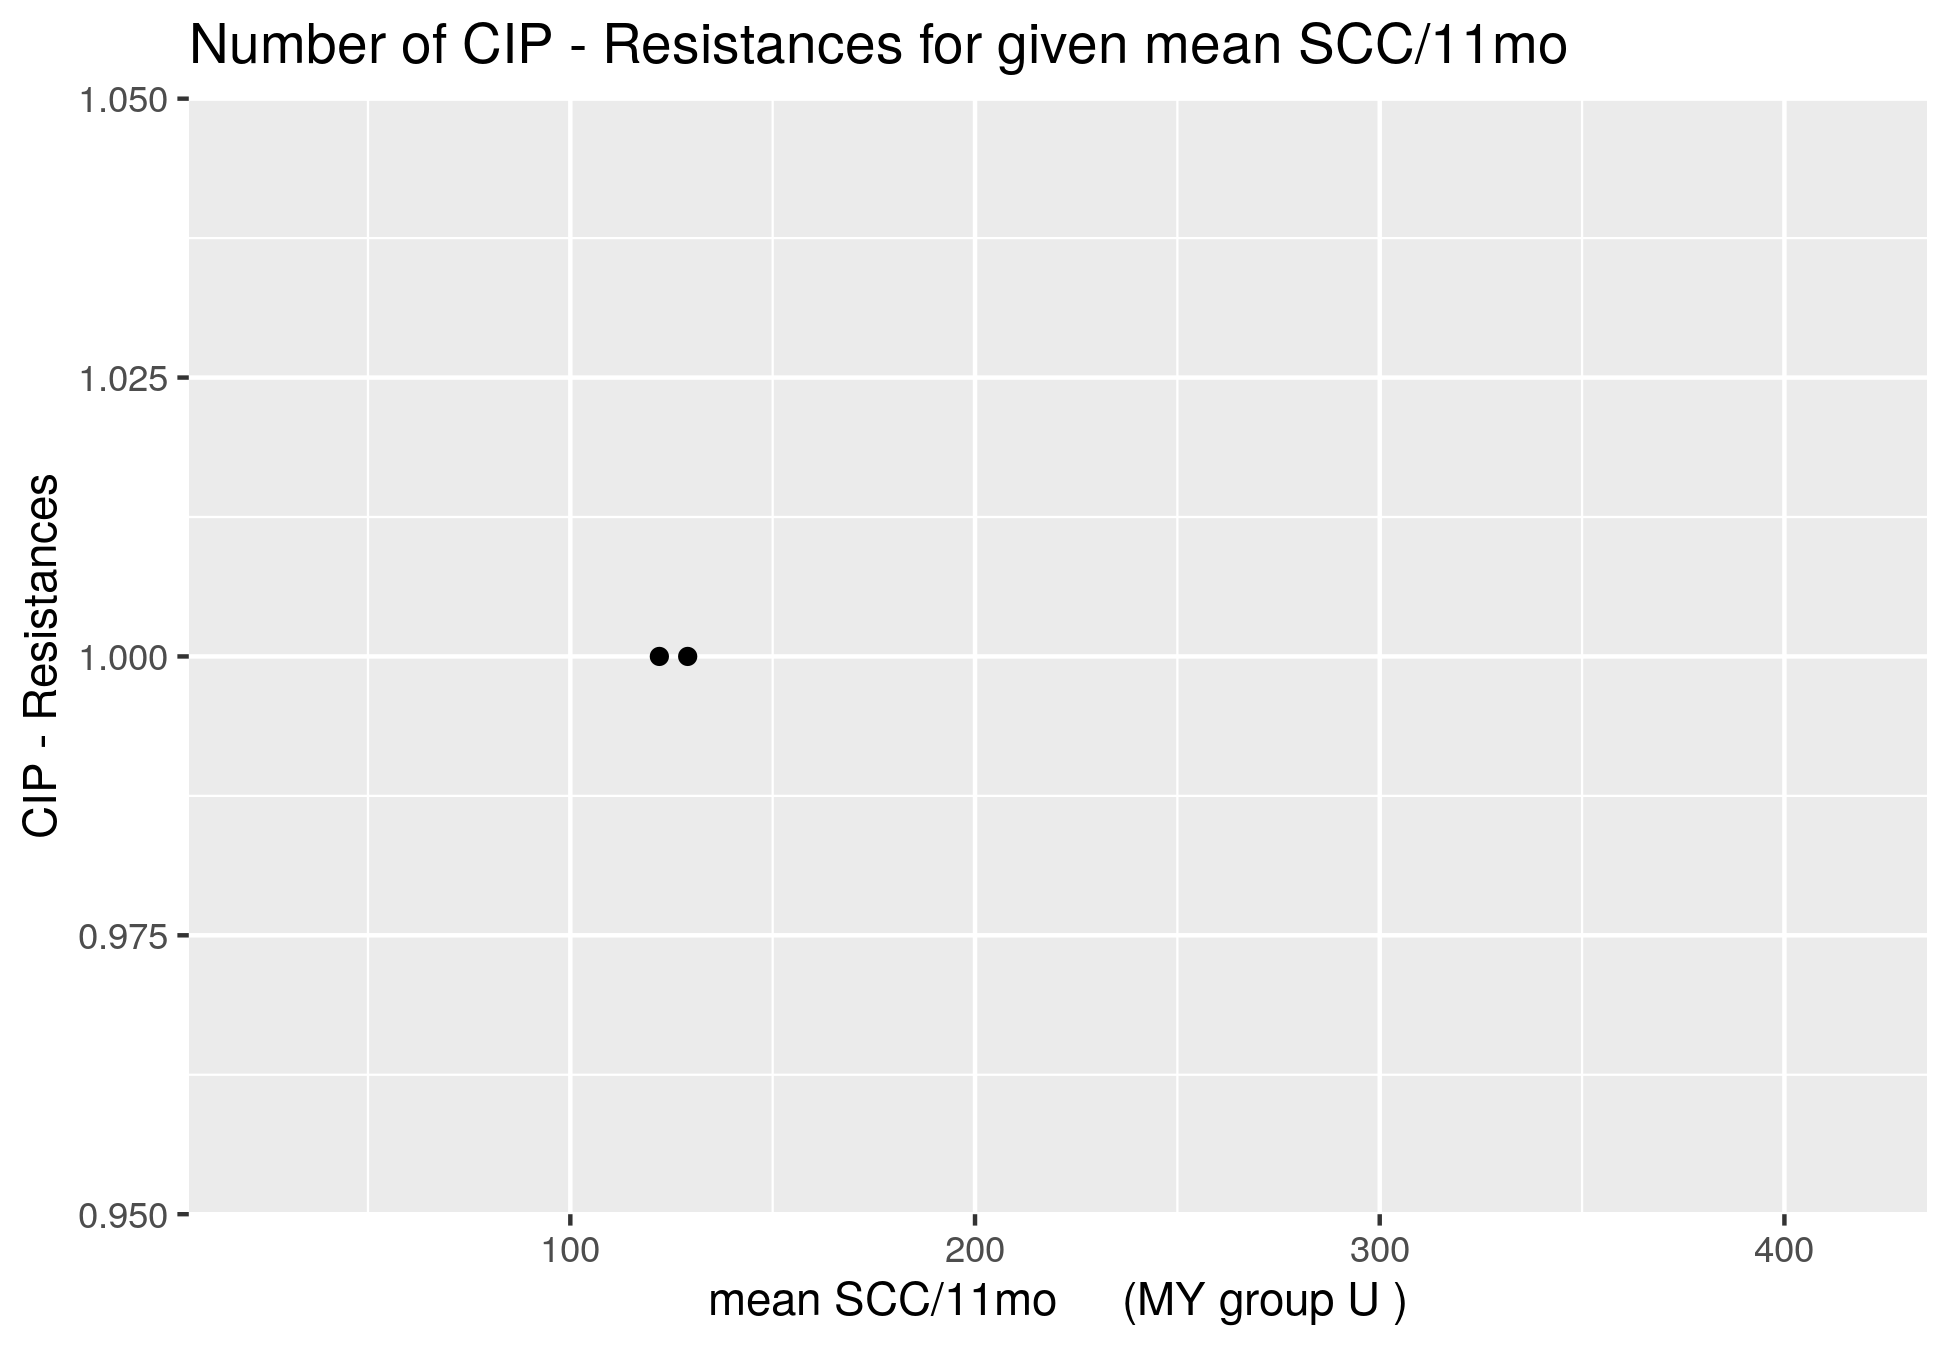 Number of CIP - Resistances for given mean SCC/11mo
1.050
1.025
1.000
0.975
0.950
CIP - Resistances
100 200 300 400
mean SCC/11mo (MY group U )